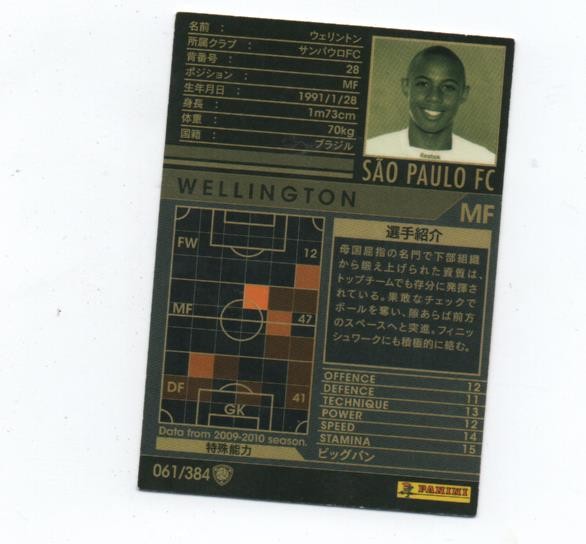 名前 : ウェリントン
所属クラブ : サンパウロFC
背番号 : 28
ポジション : MF
生年月日 : 1991/1/28
身長 : 1m73cm
体重 : 70kg
国籍 : ブラジル
Reebok
SÃO PAULO FC
WELLINGTON
MF
FW 12
MF 47
DF 41
GK
Data from 2009-2010 season.
選手紹介
母国屈指の名門で下部組織
から鍛え上げられた資質は、
トップチームでも存分に発揮さ
れている。果敢なチェックで
ボールを奪い、隙あらば前方
のスペースへと突進。フィニッ
シュワークにも積極的に絡む。
OFFENCE 12
DEFENCE 11
TECHNIQUE 13
POWER 12
SPEED 14
STAMINA 15
特殊能力 ビッグバン
061/384
PANINI